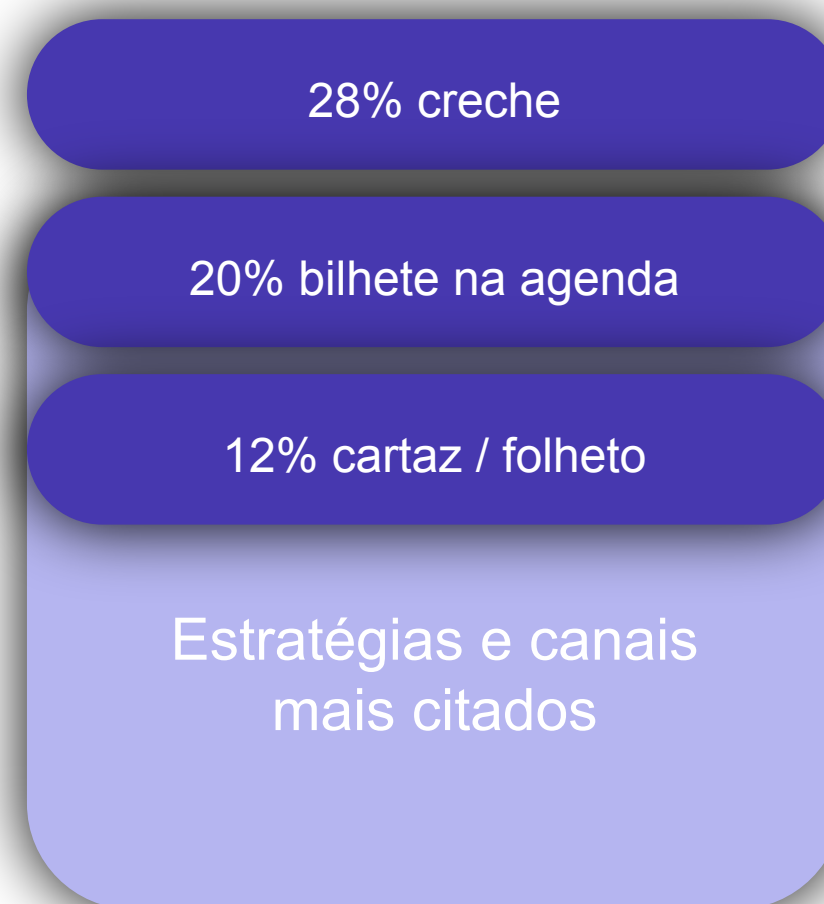 28% creche
20% bilhete na agenda
12% cartaz / folheto
Estratégias e canais
mais citados